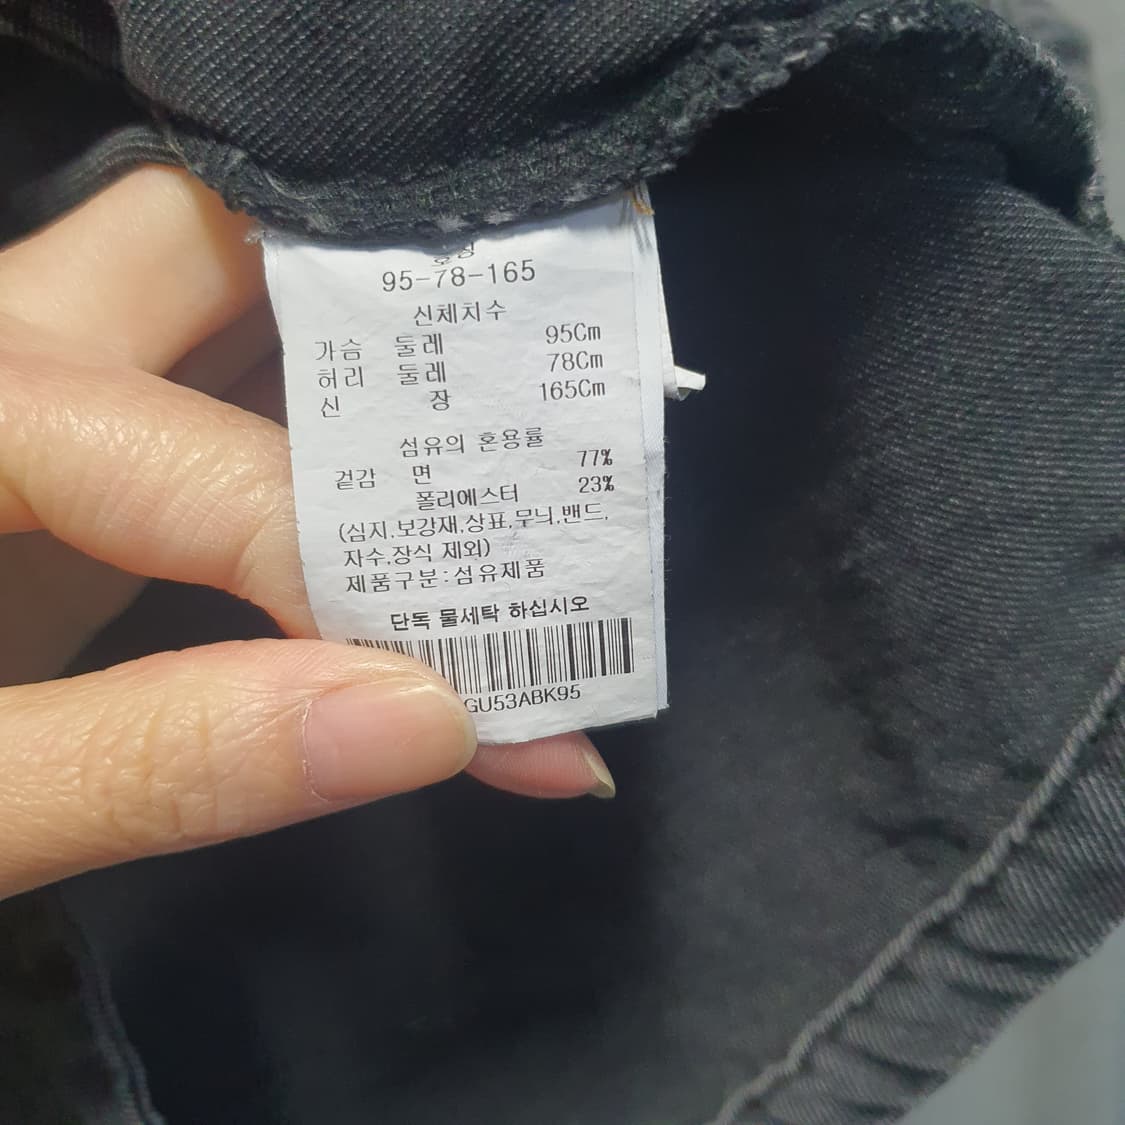 95-78-165
신체치수
가슴 둘레 95Cm
허리 둘레 78Cm
신 장 165Cm
섬유의 혼용률
겉감 면 77%
폴리에스터 23%
(심지,보강재,상표,무늬,밴드,
자수,장식 제외)
제품구분:섬유제품
단독 물세탁 하십시오
GU53ABK95